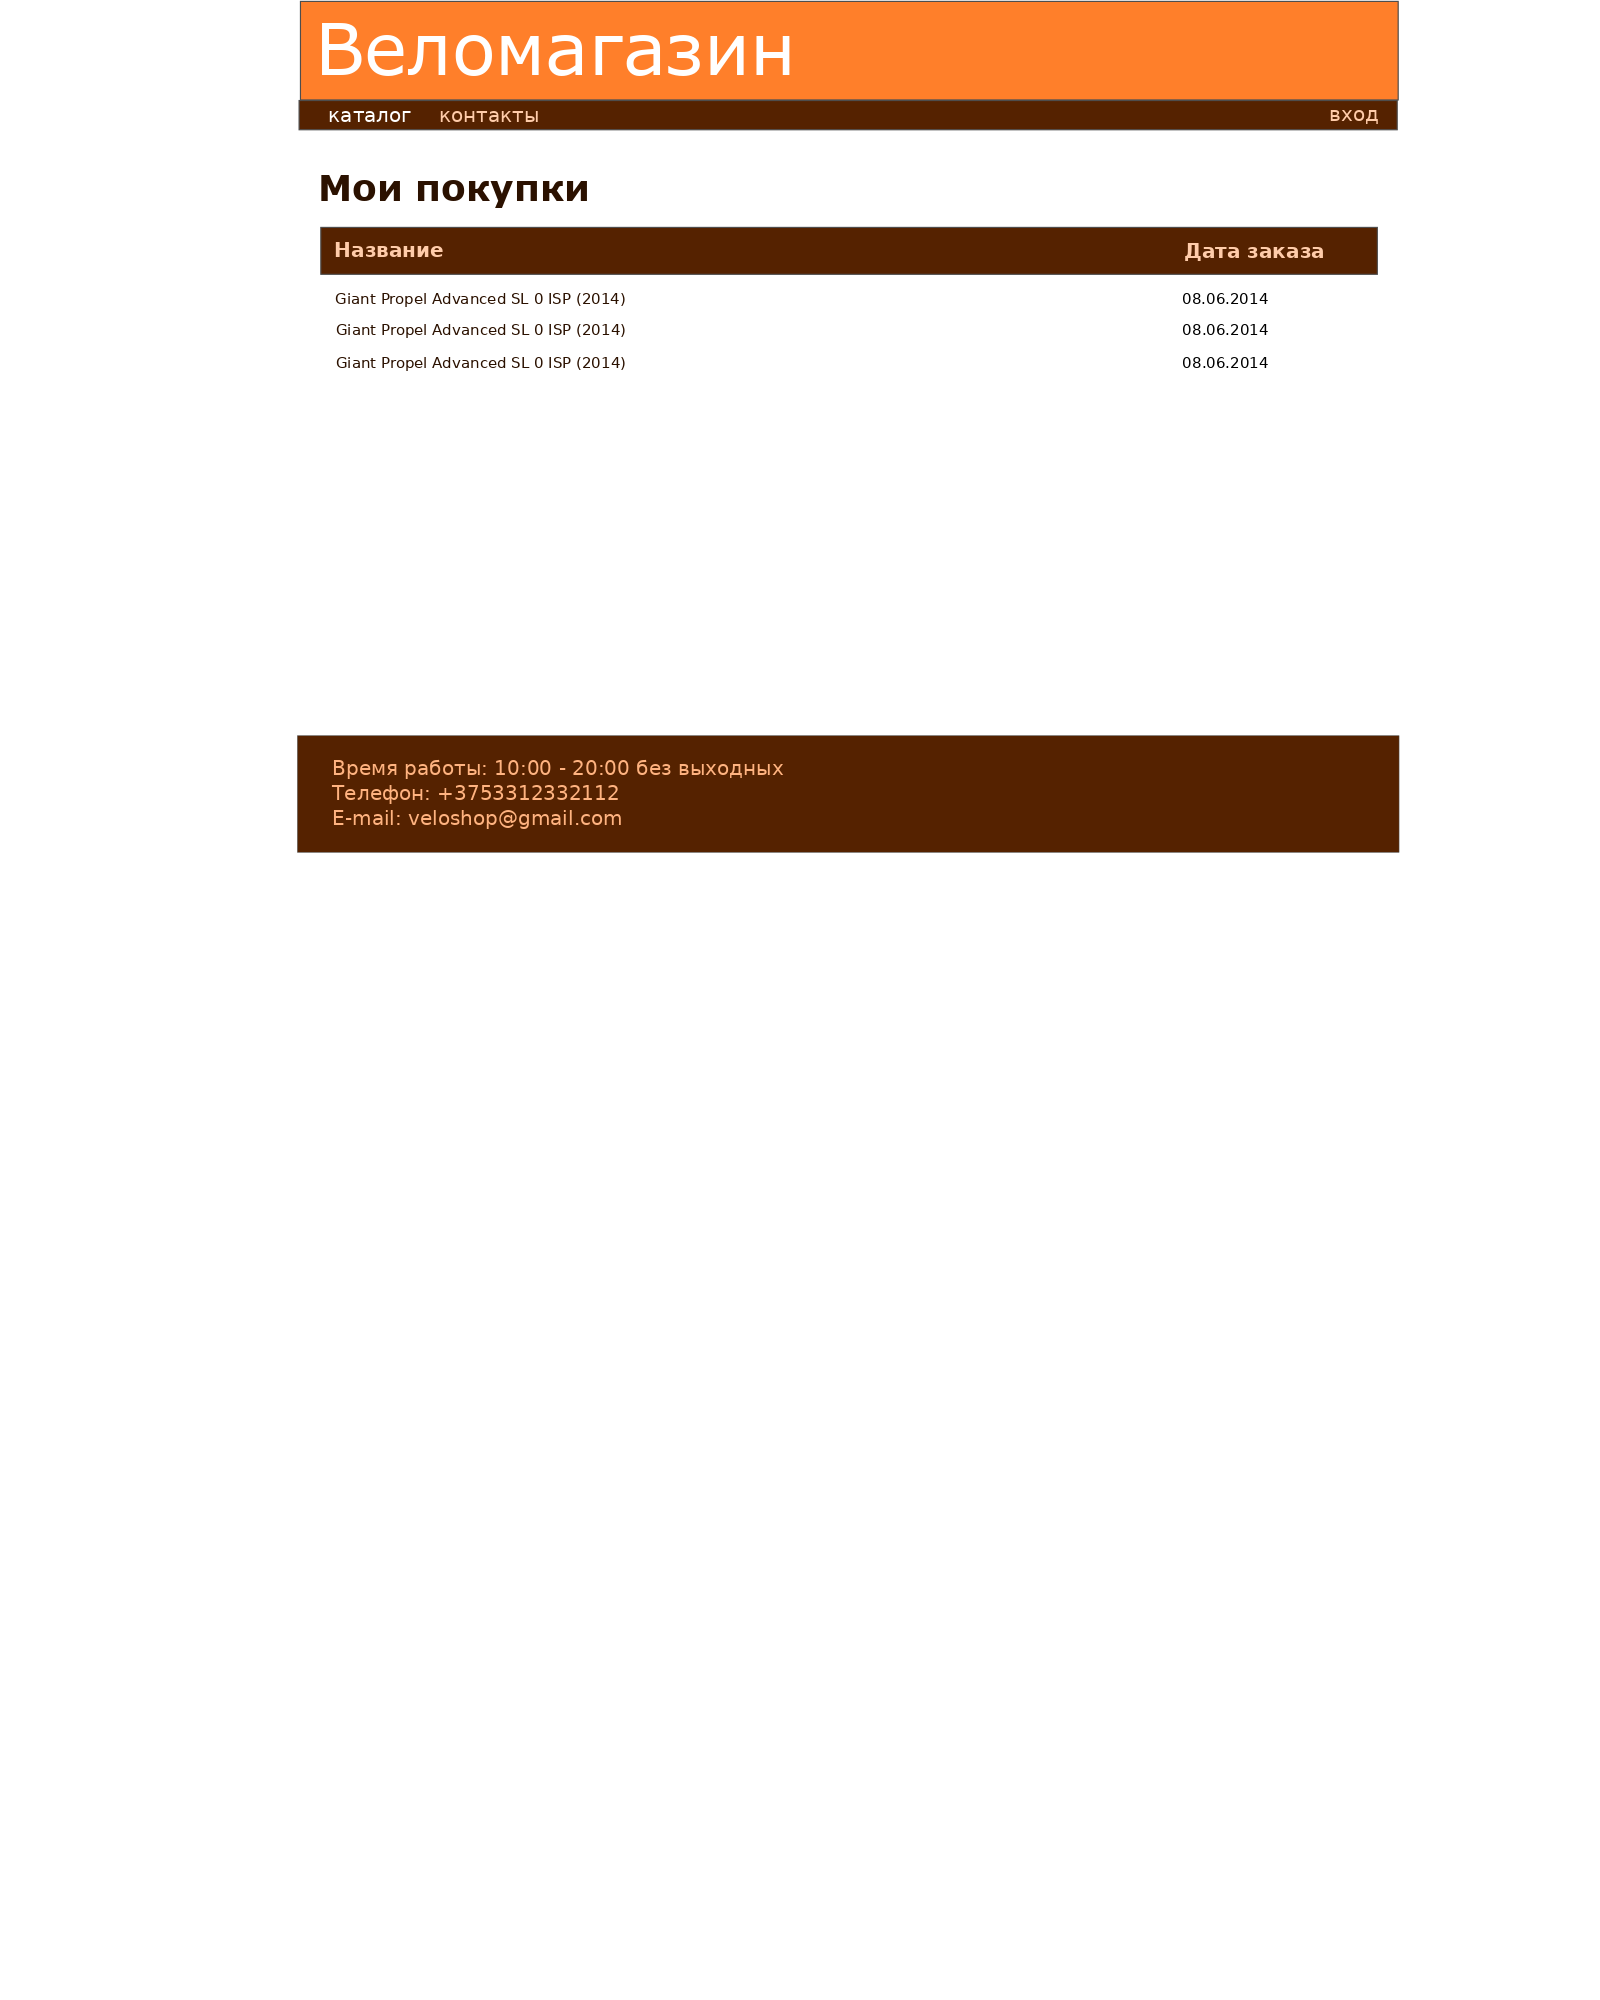 Веломагазин
каталог контакты вход
Мои покупки
Название Дата заказа
Giant Propel Advanced SL 0 ISP (2014) 08.06.2014
Giant Propel Advanced SL 0 ISP (2014) 08.06.2014
Giant Propel Advanced SL 0 ISP (2014) 08.06.2014
Время работы: 10:00 - 20:00 без выходных
Телефон: +3753312332112
E-mail: veloshop@gmail.com